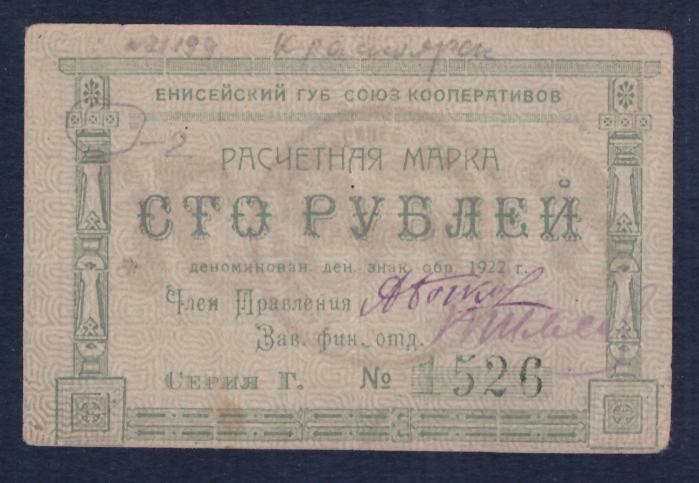 №21199 Красноярск
ЕНИСЕЙСКИЙ ГУБ СОЮЗ КООПЕРАТИВОВ
-2
РАСЧЕТНАЯ МАРКА
СТО РУБЛЕЙ
деноминован. ден. знак. обр. 1922 г.
Член Правления
Зав. фин. отд.
Серия Г. № 1526